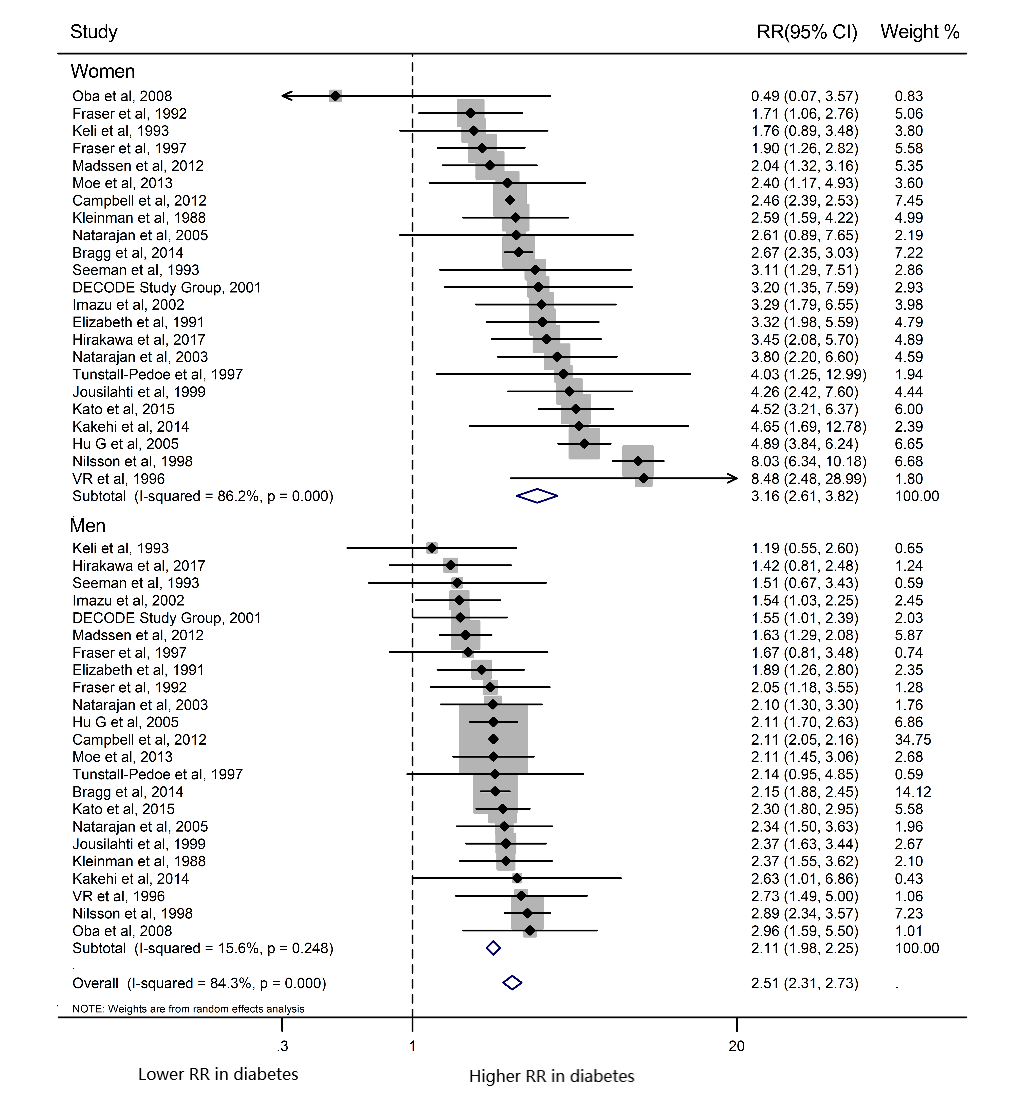 Study RR(95% CI) Weight %
Women
Oba et al, 2008 0.49 (0.07, 3.57) 0.83
Fraser et al, 1992 1.71 (1.06, 2.76) 5.06
Keli et al, 1993 1.76 (0.89, 3.48) 3.80
Fraser et al, 1997 1.90 (1.26, 2.82) 5.58
Madssen et al, 2012 2.04 (1.32, 3.16) 5.35
Moe et al, 2013 2.40 (1.17, 4.93) 3.60
Campbell et al, 2012 2.46 (2.39, 2.53) 7.45
Kleinman et al, 1988 2.59 (1.59, 4.22) 4.99
Natarajan et al, 2005 2.61 (0.89, 7.65) 2.19
Bragg et al, 2014 2.67 (2.35, 3.03) 7.22
Seeman et al, 1993 3.11 (1.29, 7.51) 2.86
DECODE Study Group, 2001 3.20 (1.35, 7.59) 2.93
Imazu et al, 2002 3.29 (1.79, 6.55) 3.98
Elizabeth et al, 1991 3.32 (1.98, 5.59) 4.79
Hirakawa et al, 2017 3.45 (2.08, 5.70) 4.89
Natarajan et al, 2003 3.80 (2.20, 6.60) 4.59
Tunstall-Pedoe et al, 1997 4.03 (1.25, 12.99) 1.94
Jousilahti et al, 1999 4.26 (2.42, 7.60) 4.44
Kato et al, 2015 4.52 (3.21, 6.37) 6.00
Kakehi et al, 2014 4.65 (1.69, 12.78) 2.39
Hu G et al, 2005 4.89 (3.84, 6.24) 6.65
Nilsson et al, 1998 8.03 (6.34, 10.18) 6.68
VR et al, 1996 8.48 (2.48, 28.99) 1.80
Subtotal (I-squared = 86.2%, p = 0.000) 3.16 (2.61, 3.82) 100.00
Men
Keli et al, 1993 1.19 (0.55, 2.60) 0.65
Hirakawa et al, 2017 1.42 (0.81, 2.48) 1.24
Seeman et al, 1993 1.51 (0.67, 3.43) 0.59
Imazu et al, 2002 1.54 (1.03, 2.25) 2.45
DECODE Study Group, 2001 1.55 (1.01, 2.39) 2.03
Madssen et al, 2012 1.63 (1.29, 2.08) 5.87
Fraser et al, 1997 1.67 (0.81, 3.48) 0.74
Elizabeth et al, 1991 1.89 (1.26, 2.80) 2.35
Fraser et al, 1992 2.05 (1.18, 3.55) 1.28
Natarajan et al, 2003 2.10 (1.30, 3.30) 1.76
Hu G et al, 2005 2.11 (1.70, 2.63) 6.86
Campbell et al, 2012 2.11 (2.05, 2.16) 34.75
Moe et al, 2013 2.11 (1.45, 3.06) 2.68
Tunstall-Pedoe et al, 1997 2.14 (0.95, 4.85) 0.59
Bragg et al, 2014 2.15 (1.88, 2.45) 14.12
Kato et al, 2015 2.30 (1.80, 2.95) 5.58
Natarajan et al, 2005 2.34 (1.50, 3.63) 1.96
Jousilahti et al, 1999 2.37 (1.63, 3.44) 2.67
Kleinman et al, 1988 2.37 (1.55, 3.62) 2.10
Kakehi et al, 2014 2.63 (1.01, 6.86) 0.43
VR et al, 1996 2.73 (1.49, 5.00) 1.06
Nilsson et al, 1998 2.89 (2.34, 3.57) 7.23
Oba et al, 2008 2.96 (1.59, 5.50) 1.01
Subtotal (I-squared = 15.6%, p = 0.248) 2.11 (1.98, 2.25) 100.00
.
Overall (I-squared = 84.3%, p = 0.000) 2.51 (2.31, 2.73) .
NOTE: Weights are from random effects analysis
.3 1 20
Lower RR in diabetes Higher RR in diabetes